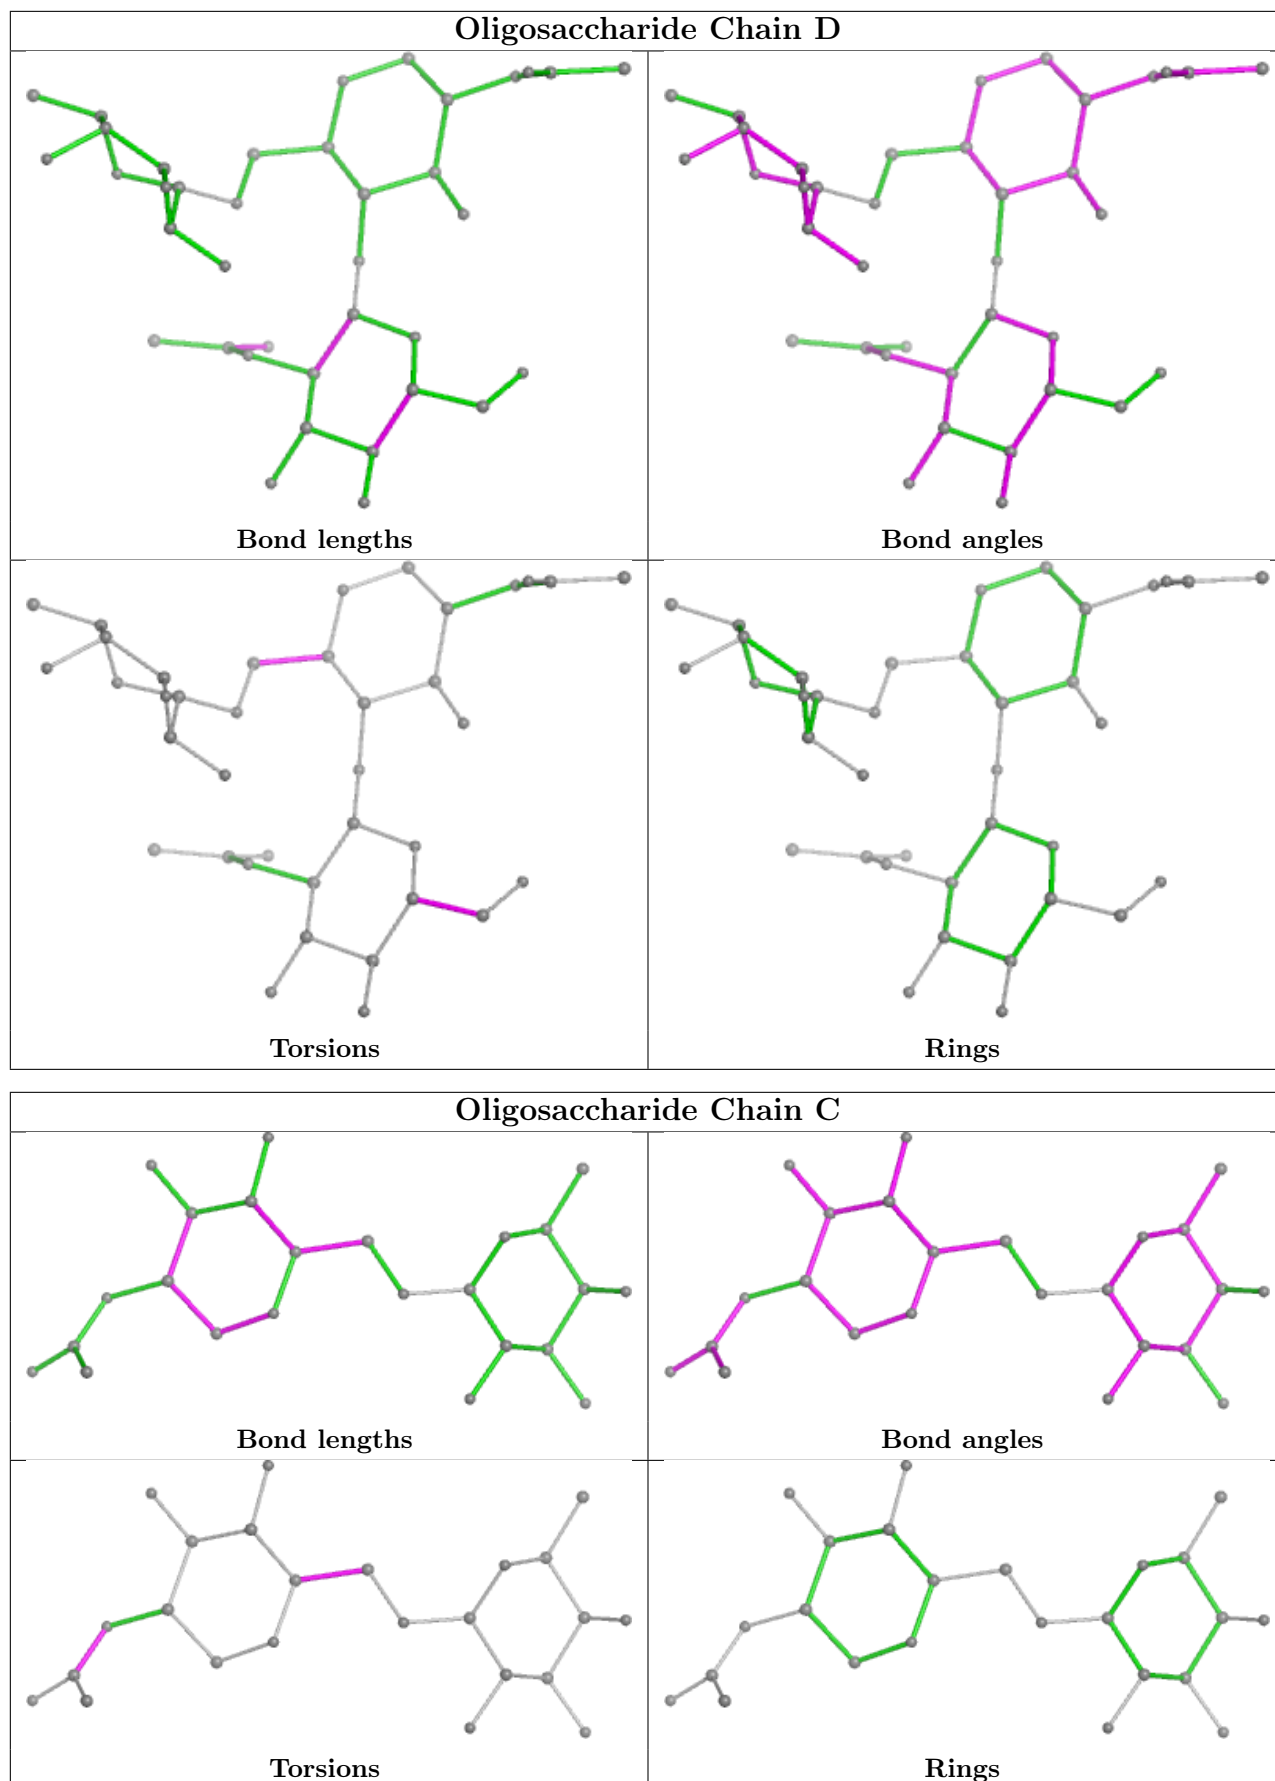 Oligosaccharide Chain D
Bond lengths
Bond angles
Torsions
Rings
Oligosaccharide Chain C
Bond lengths
Bond angles
Torsions
Rings